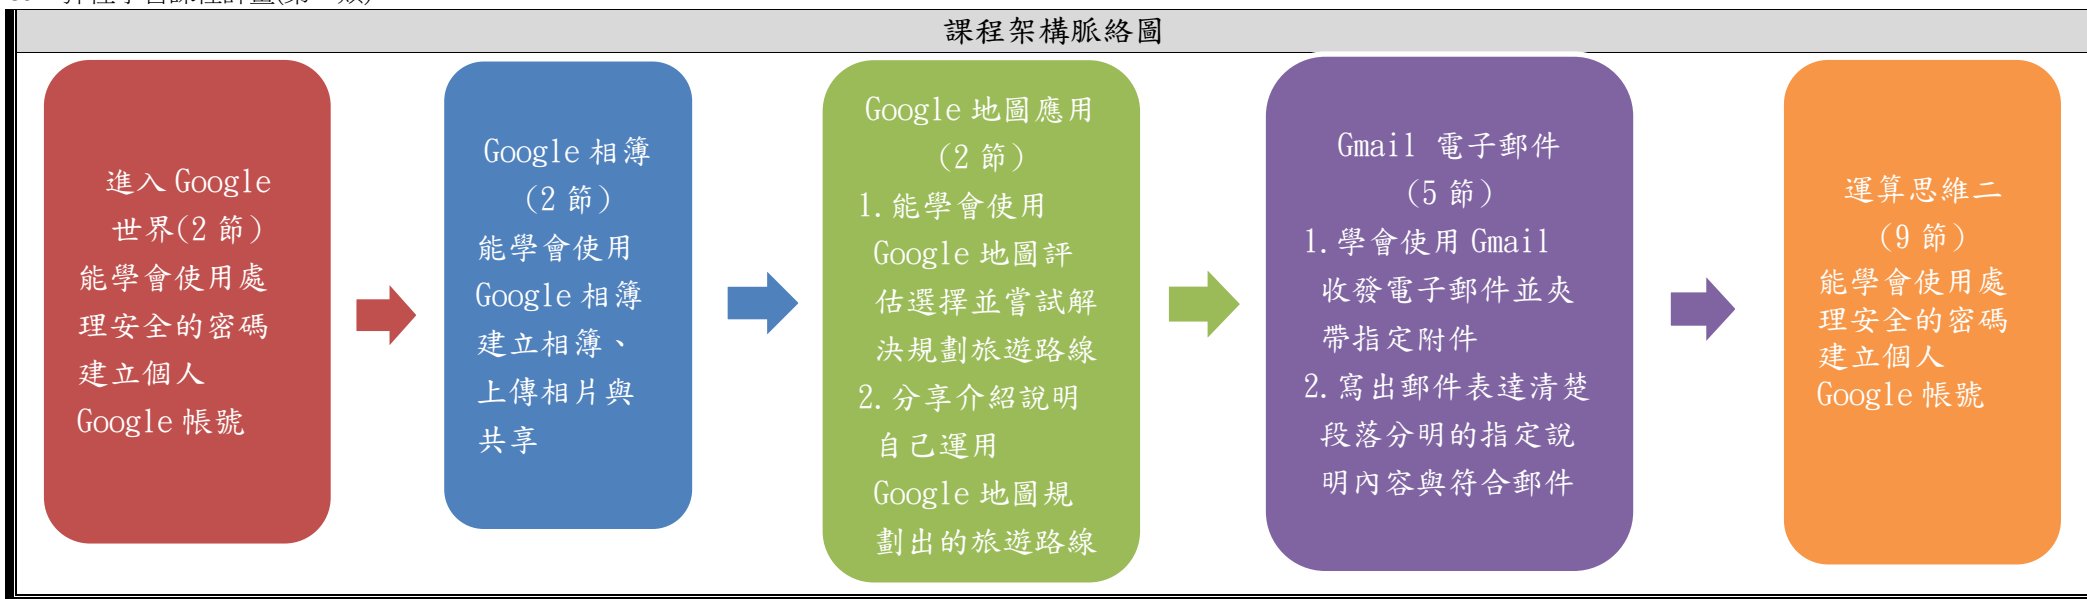 課程架構脈絡圖
進入 Google
世界(2 節)
能學會使用處
理安全的密碼
建立個人
Google 帳號
Google 相簿
(2 節)
能學會使用
Google 相簿
建立相簿、
上傳相片與
共享
Google 地圖應用
(2 節)
1.能學會使用
Google 地圖評
估選擇並嘗試解
決規劃旅遊路線
2.分享介紹說明
自己運用
Google 地圖規
劃出的旅遊路線
Gmail 電子郵件
(5 節)
1.學會使用 Gmail
收發電子郵件並夾
帶指定附件
2.寫出郵件表達清楚
段落分明的指定說
明內容與符合郵件
運算思維二
(9 節)
能學會使用處
理安全的密碼
建立個人
Google 帳號